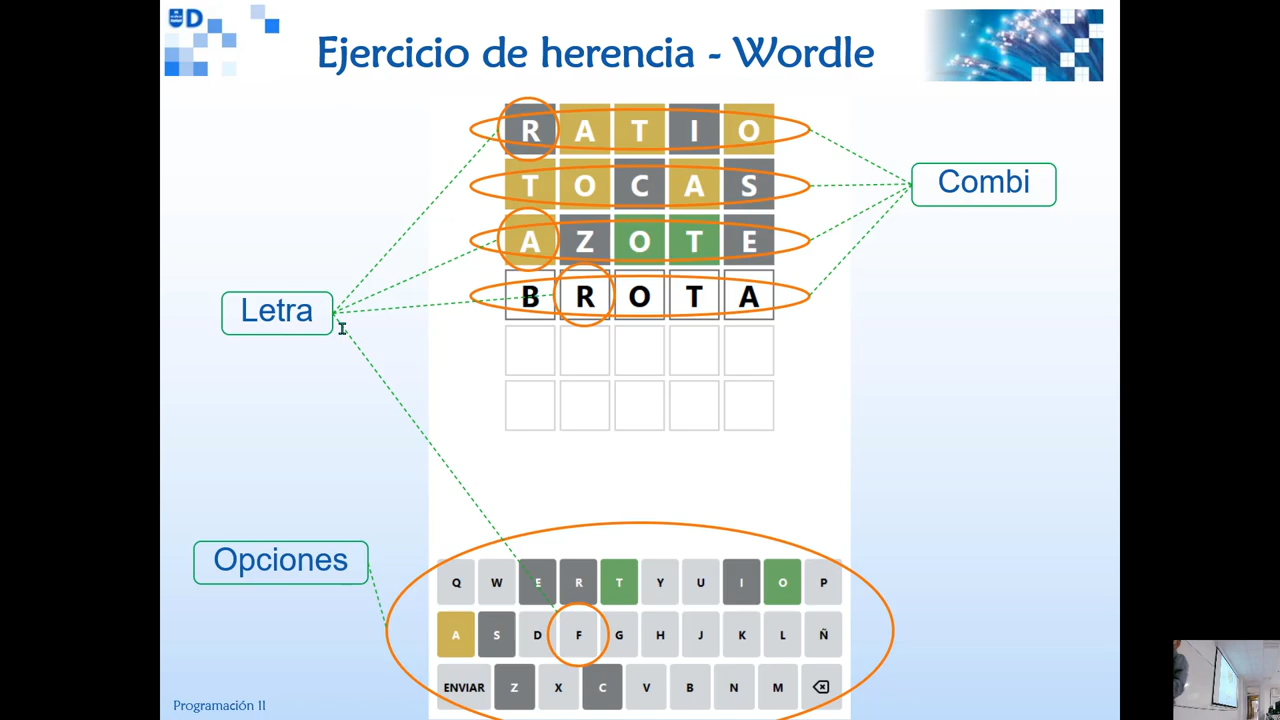 UD
Ejercicio de herencia - Wordle
R A T I O
T O C A S
Combi
A Z O T E
B R O T A
Letra
Opciones
Q W E R T Y U I O P
A S D F G H J K L Ñ
ENVIAR Z X C V B N M
Programación II